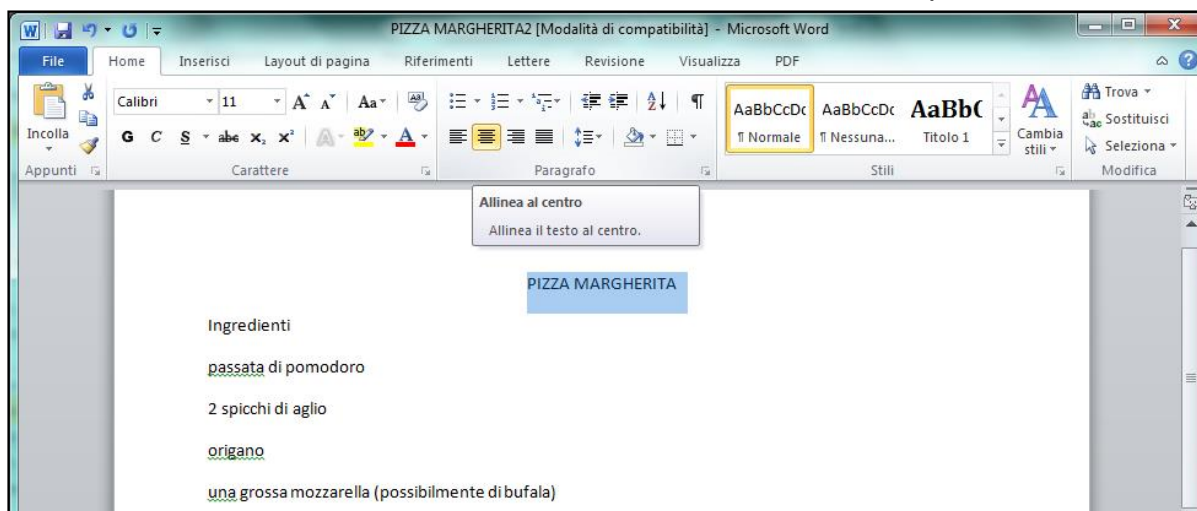 PIZZA MARGHERITA2 [Modalità di compatibilità] - Microsoft Word
File Home Inserisci Layout di pagina Riferimenti Lettere Revisione Visualizza PDF
Calibri 11 Aa AaBbCcDc AaBbCcDc AaBbC Trova
Incolla G C S abc x₂ x² ab A A Z ¶ ¶ Normale ¶ Nessuna... Titolo 1 Cambia stili Sostituisci
Seleziona
Appunti Carattere Paragrafo Stili Modifica
Allinea al centro
Allinea il testo al centro.
PIZZA MARGHERITA
Ingredienti
passata di pomodoro
2 spicchi di aglio
origano
una grossa mozzarella (possibilmente di bufala)